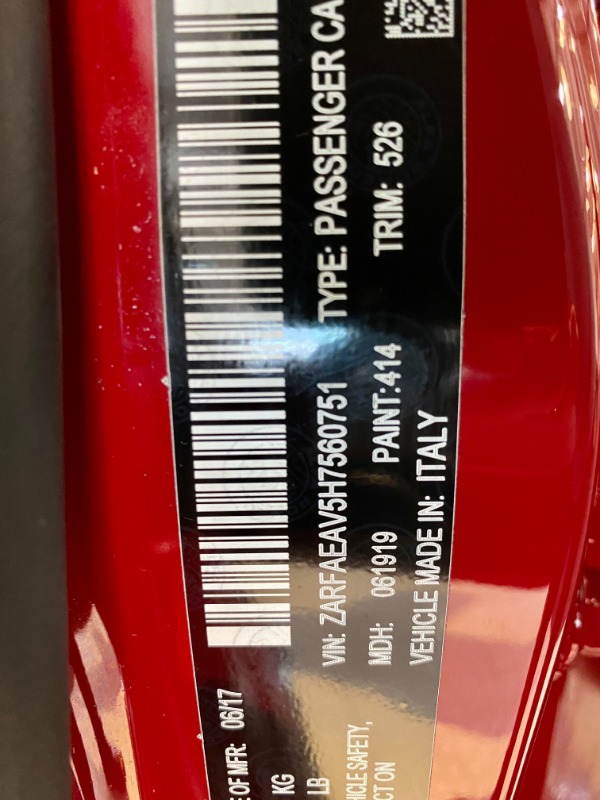 E OF MFR: 06/17
KG
LB
HICLE SAFETY,
CT ON
VIN: ZARFAEAV5H7560751 TYPE: PASSENGER CA
MDH: 061919 PAINT:414 TRIM: 526
VEHICLE MADE IN: ITALY